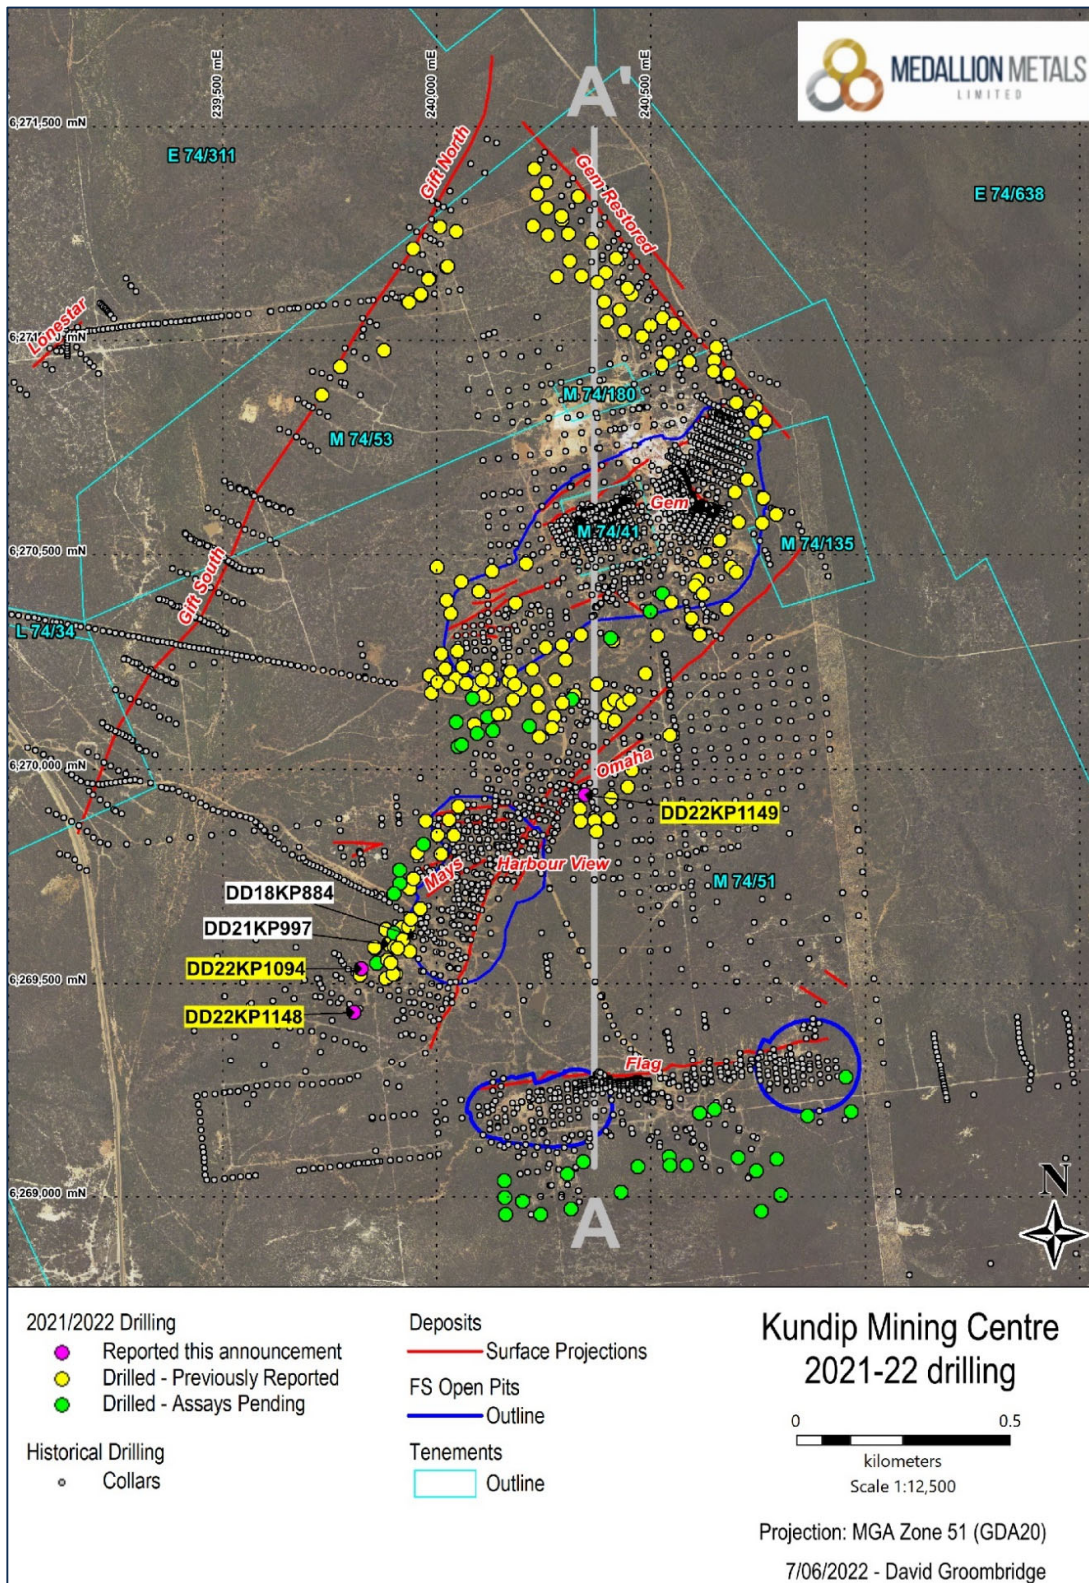 MEDALLION METALS
LIMITED
239,500 mE
240,000 mE
240,500 mE
A'
6,271,500 mN
E 74/311
Gift North
Gem Restored
E 74/638
Lonestar
M 74/180
M 74/53
Gem
M 74/41
M 74/135
6,270,500 mN
Gift South
L 74/34
6,270,000 mN
Omaha
DD22KP1149
Mays
Harbour View
M 74/51
DD18KP884
DD21KP997
DD22KP1094
6,269,500 mN
DD22KP1148
Flag
6,269,000 mN
A
N
2021/2022 Drilling
Reported this announcement
Drilled - Previously Reported
Drilled - Assays Pending
Historical Drilling
Collars
Deposits
Surface Projections
FS Open Pits
Outline
Tenements
Outline
Kundip Mining Centre
2021-22 drilling
0 0.5
kilometers
Scale 1:12,500
Projection: MGA Zone 51 (GDA20)
7/06/2022 - David Groombridge